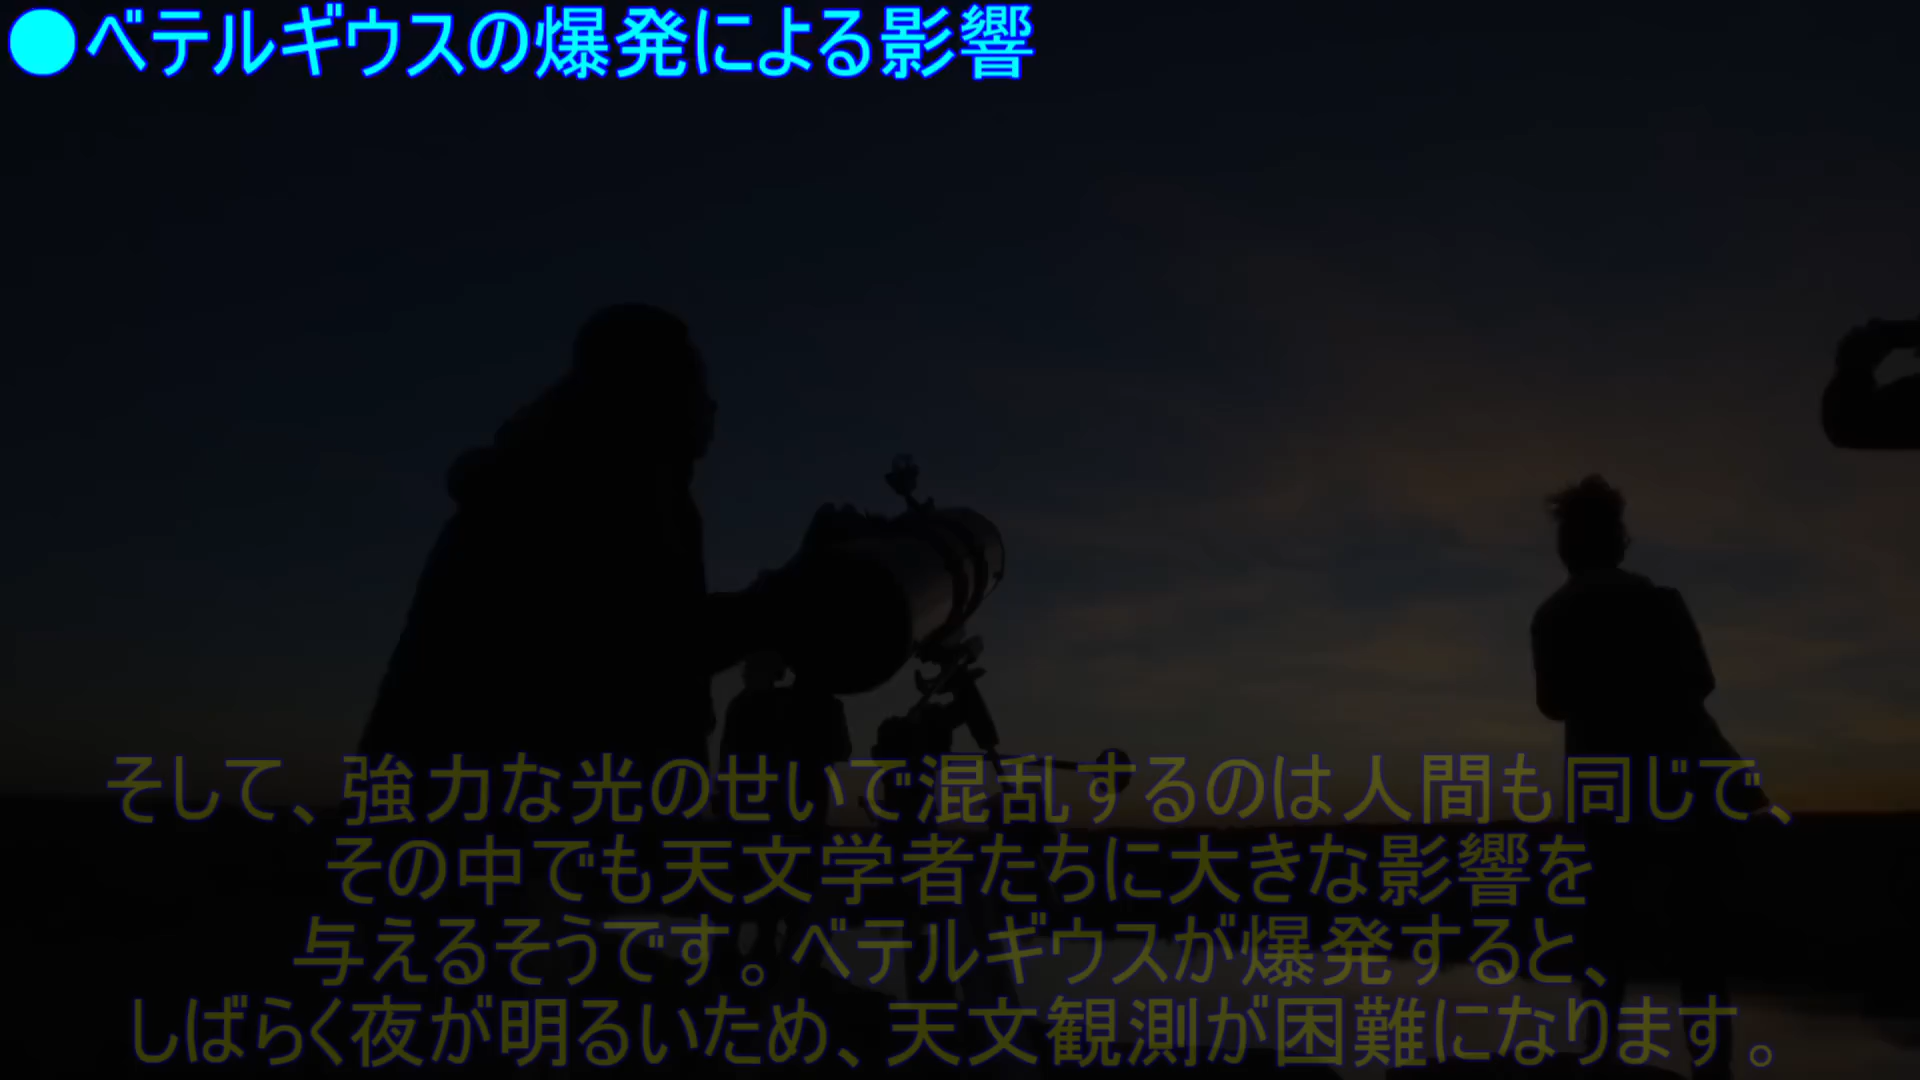 ●ベテルギウスの爆発による影響
そして、強力な光のせいで混乱するのは人間も同じで、
その中でも天文学者たちに大きな影響を
与えるそうです。ベテルギウスが爆発すると、
しばらく夜が明るいため、天文観測が困難になります。